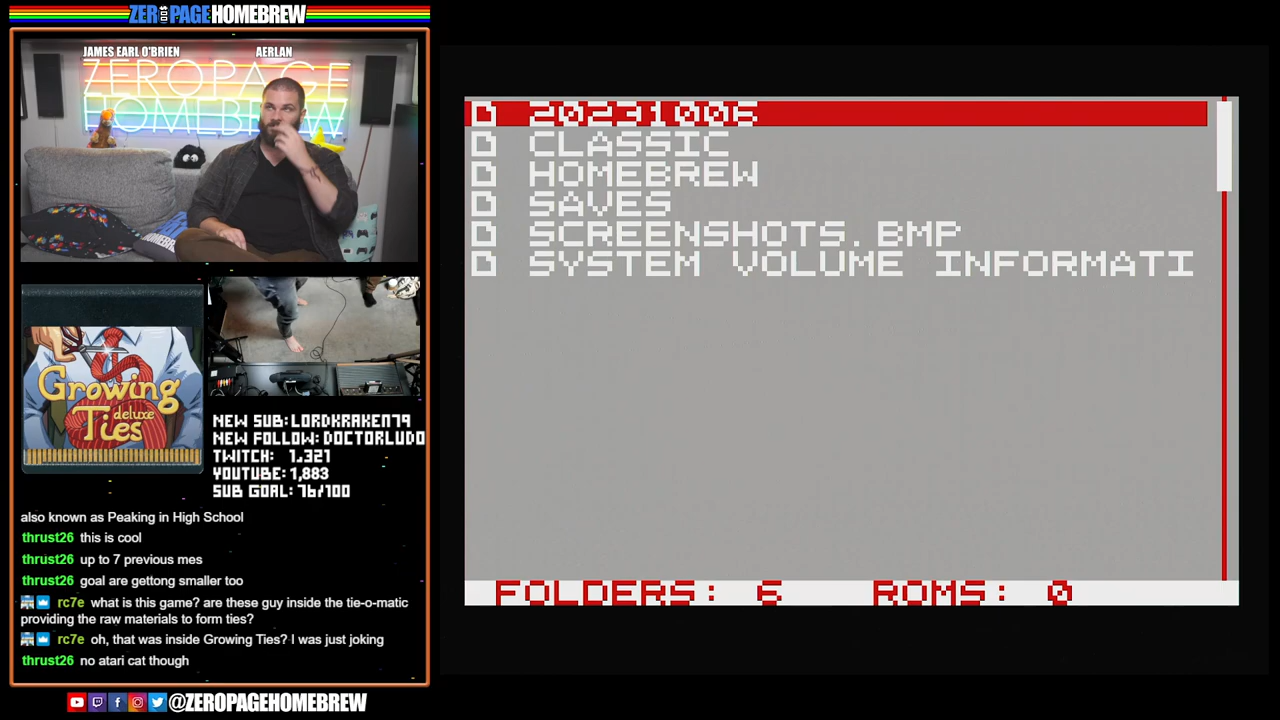 ZEROPAGE HOMEBREW
JAMES EARL O'BRIEN
AERLAN
ZEROPAGE
HOMEBREW
Growing
deluxe
Ties
NEW SUB:LORDKRAKEN79
NEW FOLLOW:DOCTORLUDO
TWITCH: 1,321
YOUTUBE: 1,883
SUB GOAL: 76/100
also known as Peaking in High School
thrust26 this is cool
thrust26 up to 7 previous mes
thrust26 goal are gettong smaller too
rc7e what is this game? are these guy inside the tie-o-matic
providing the raw materials to form ties?
rc7e oh, that was inside Growing Ties? I was just joking
thrust26 no atari cat though
@ZEROPAGEHOMEBREW
D 20231006
D CLASSIC
D HOMEBREW
D SAVES
D SCREENSHOTS.BMP
D SYSTEM VOLUME INFORMATI
FOLDERS: 6 ROMS: 0